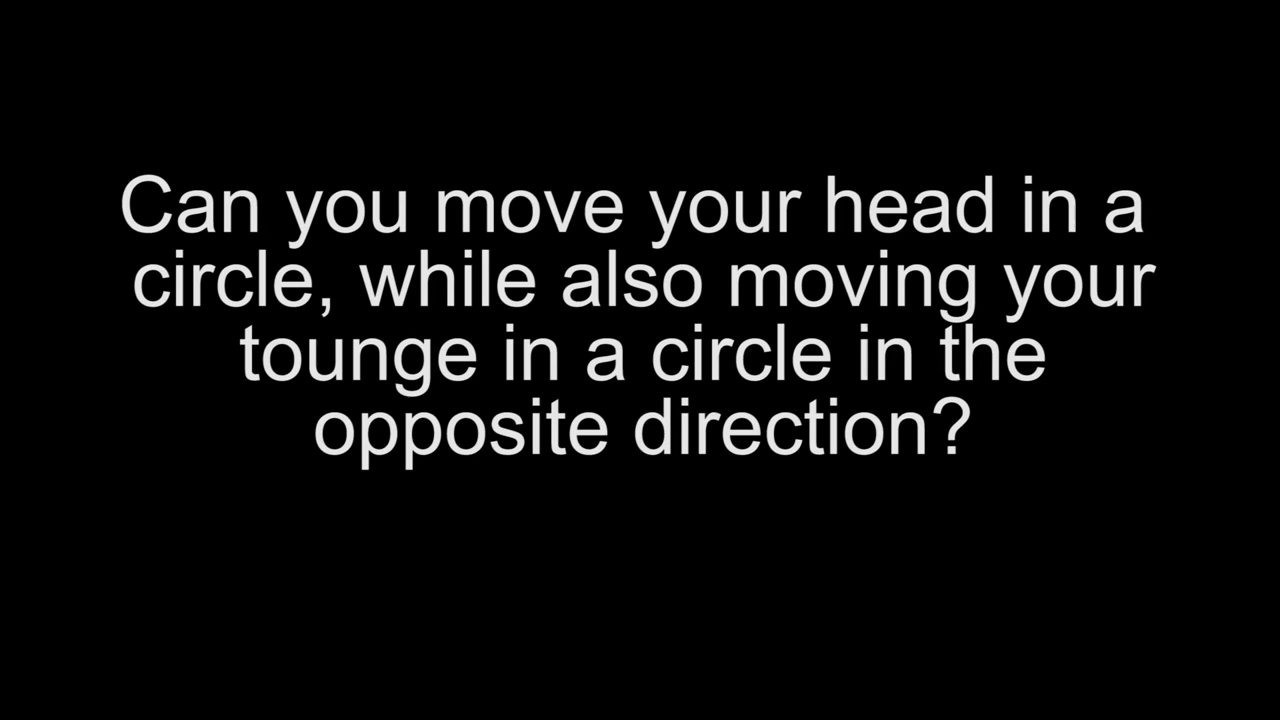 Can you move your head in a
circle, while also moving your
tounge in a circle in the
opposite direction?